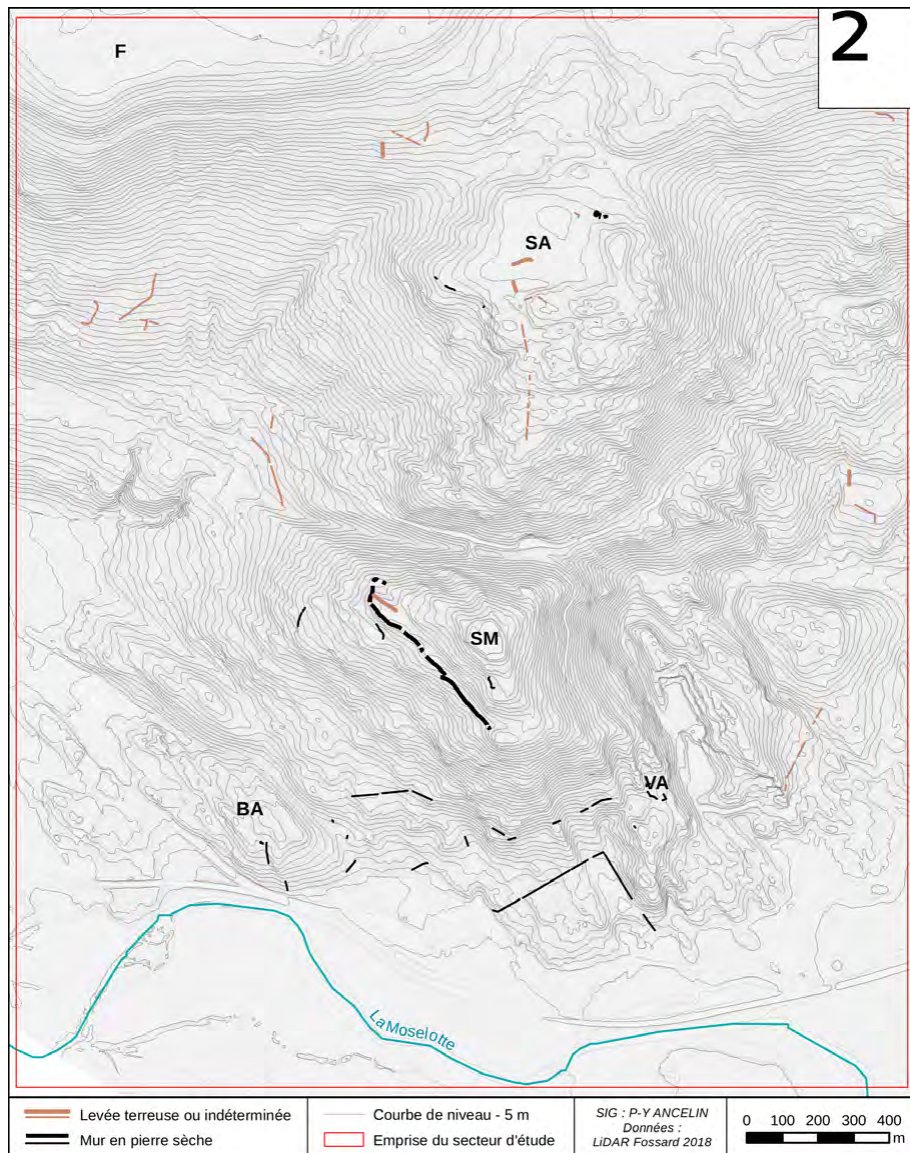 2
F
SA
SM
VA
BA
La Moselotte
Levée terreuse ou indéterminée
Mur en pierre sèche
Courbe de niveau - 5 m
Emprise du secteur d'étude
SIG : P-Y ANCELIN
Données :
LiDAR Fossard 2018
0 100 200 300 400
m